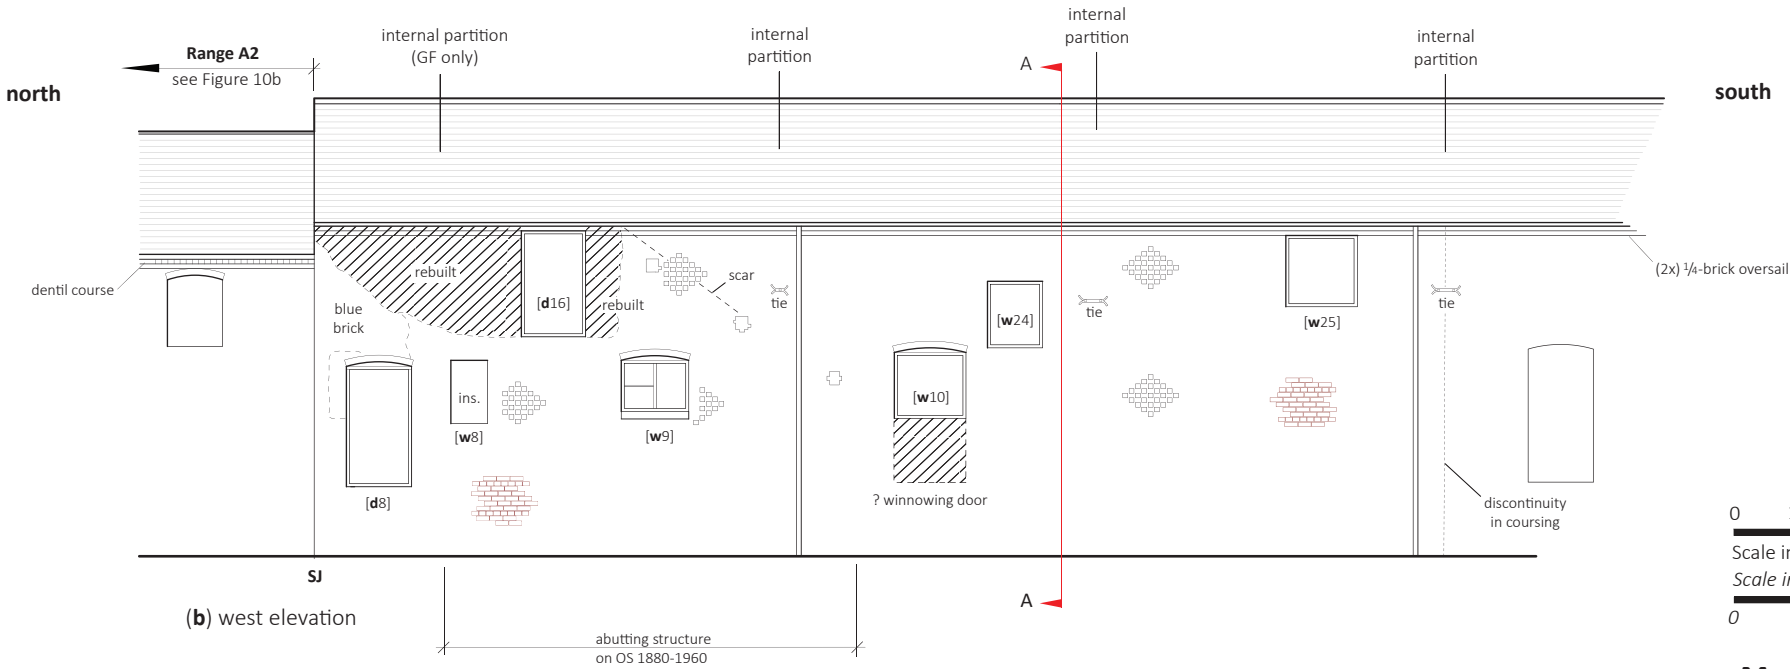 Range A2
see Figure 10b
internal partition
(GF only)
internal
partition
internal
partition
internal
partition
A
north
south
dentil course
rebuilt
blue
brick
[d16]
rebuilt
scar
tie
[w24]
tie
[w25]
tie
(2x) 1/4-brick oversail
ins.
[w8]
[w9]
[w10]
[d8]
? winnowing door
discontinuity
in coursing
0
Scale in
Scale in
0
SJ
(b) west elevation
A
abutting structure
on OS 1880-1960